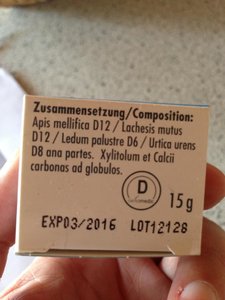 Zusammensetzung/Composition:
Apis mellifica D12 / Lachesis mutus
D12 / Ledum palustre D6 / Urtica urens
D8 ana partes. Xylitolum et Calcii
carbonas ad globulos.
D
15 g
EXP03/2016 LOT12128